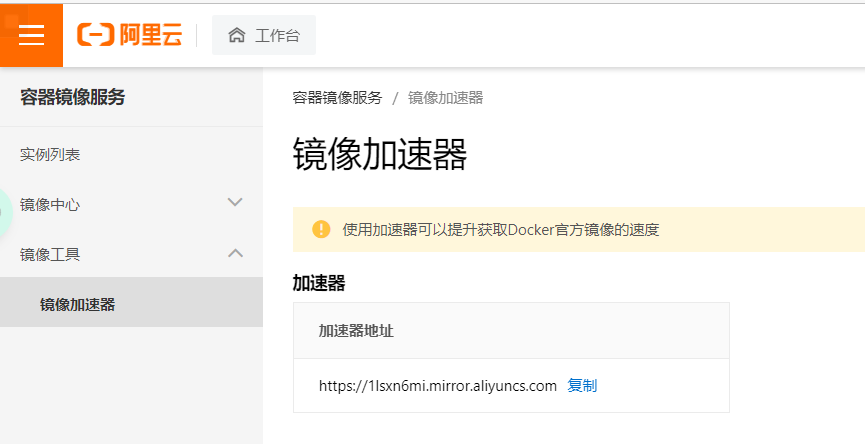 阿里云
工作台
容器镜像服务
容器镜像服务 / 镜像加速器
实例列表
镜像加速器
镜像中心
使用加速器可以提升获取Docker官方镜像的速度
镜像工具
加速器
镜像加速器
加速器地址
https://1lsxn6mi.mirror.aliyuncs.com 复制